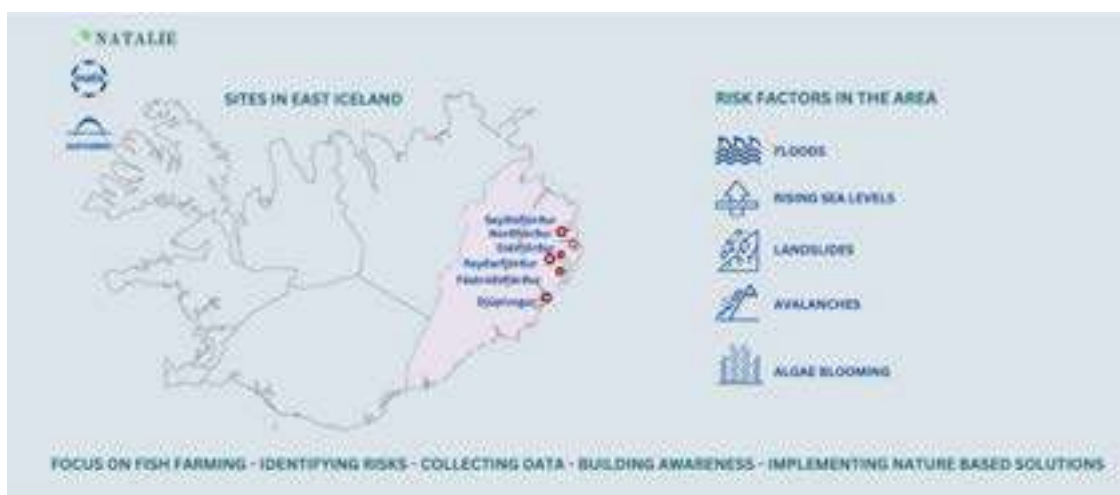 NATALIE
SITES IN EAST ICELAND
Seyðisfjörður
Norðfjörður
Eskifjörður
Reyðarfjörður
Fáskrúðsfjörður
Djúpivogur
RISK FACTORS IN THE AREA
FLOODS
RISING SEA LEVELS
LANDSLIDES
AVALANCHES
ALGAE BLOOMING
FOCUS ON FISH FARMING - IDENTIFYING RISKS - COLLECTING DATA - BUILDING AWARENESS - IMPLEMENTING NATURE BASED SOLUTIONS